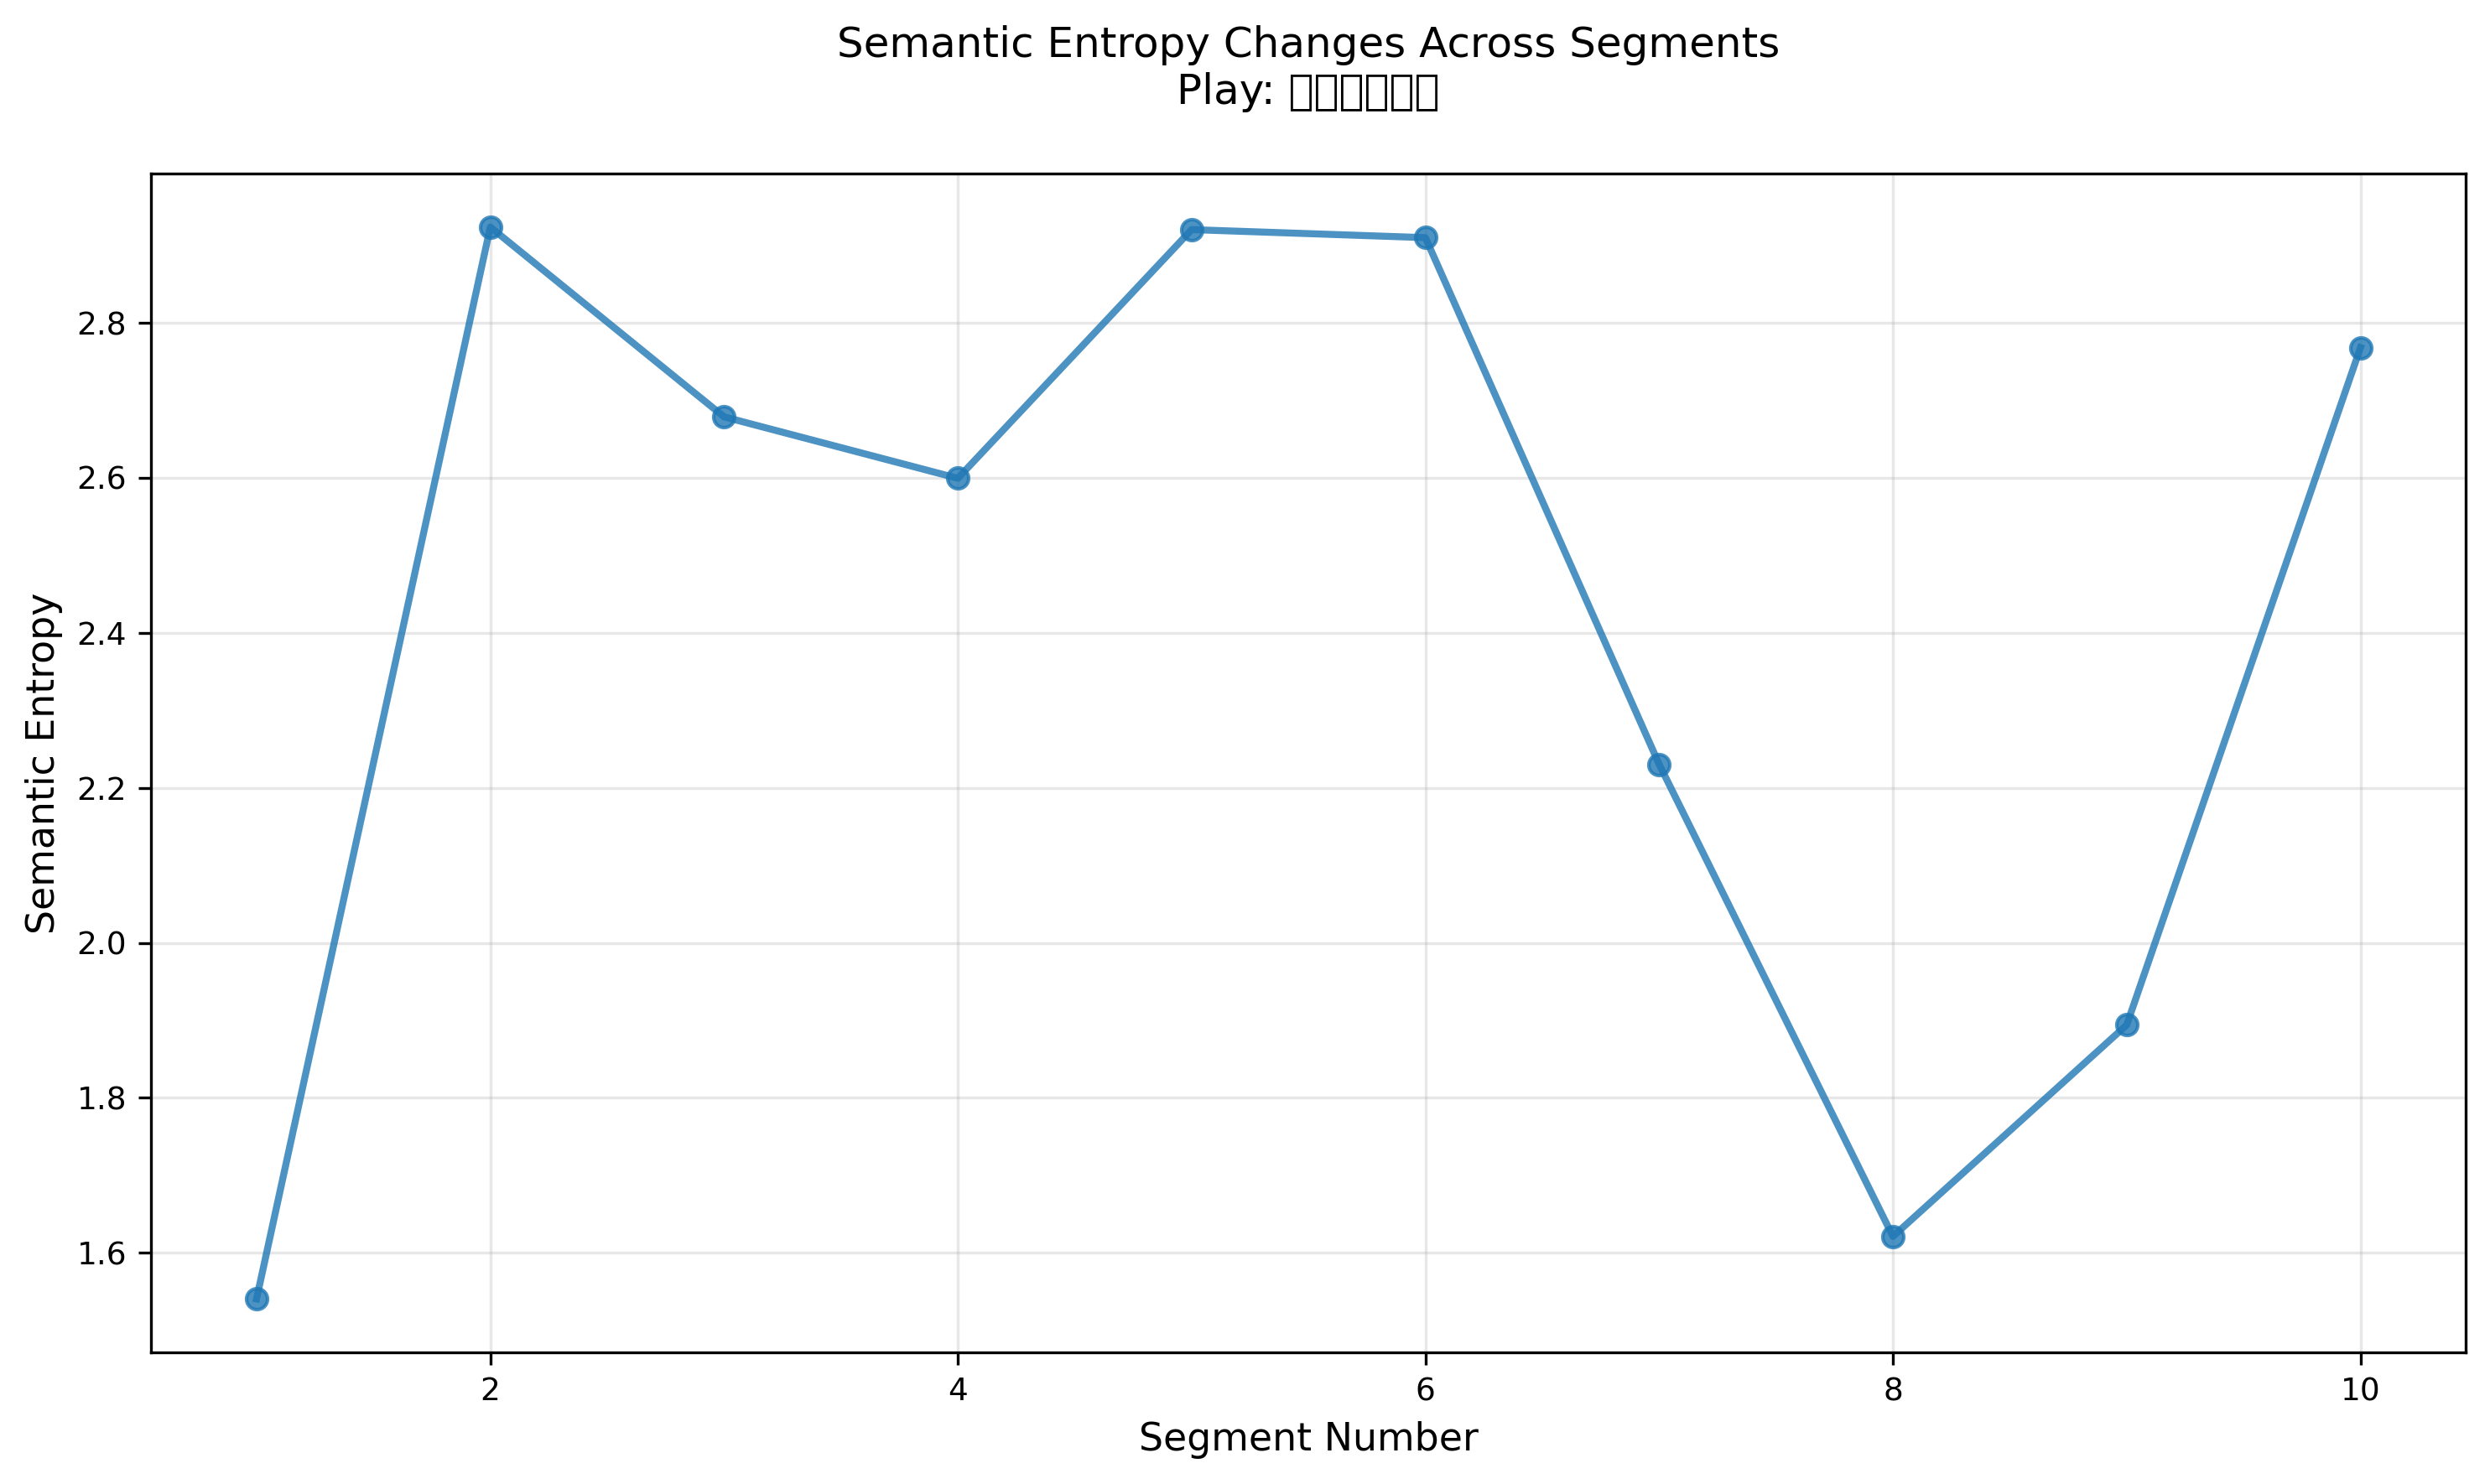 Semantic Entropy Changes Across Segments
Play:
2.8
2.6
2.4
2.2
2.0
1.8
1.6
Semantic Entropy
2 4 6 8 10
Segment Number